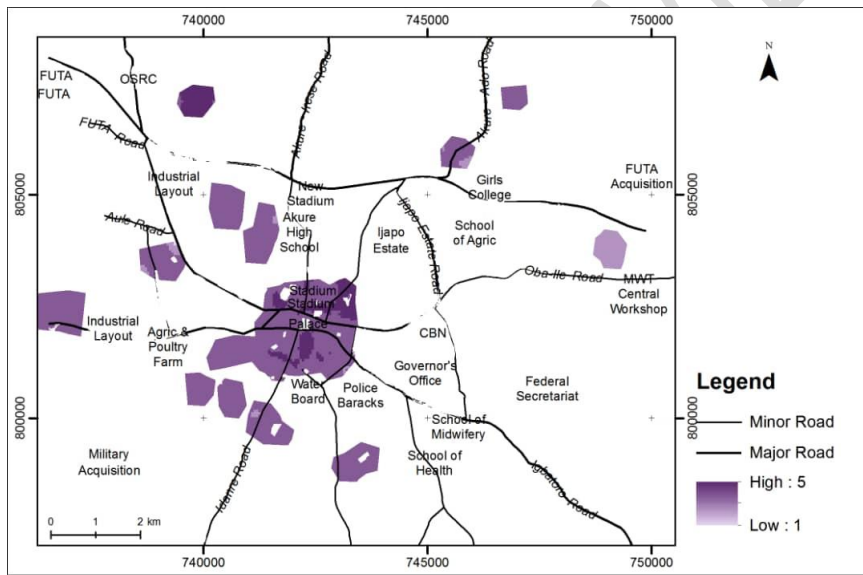 740000
745000
750000
N
FUTA
OSRC
FUTA
FUTA Road
Akure - Irese Road
Akure - Ado Road
Industrial
Layout
New
Stadium
Girls
College
FUTA
Acquisition
805000
805000
Aule Road
Akure
High
School
Ijapo
Estate
Ijapo Estate Road
School
of Agric
Oba-Ile Road
MWT
Central
Workshop
Stadium
Stadium
Palace
Industrial
Layout
Agric &
Poultry
Farm
CBN
Governor's
Office
Water
Board
Police
Baracks
Federal
Secretariat
800000
800000
School of
Midwifery
Military
Acquisition
School of
Health
Idanre Road
Igbatoro Road
0 1 2 km
740000
745000
750000
Legend
Minor Road
Major Road
High : 5
Low : 1